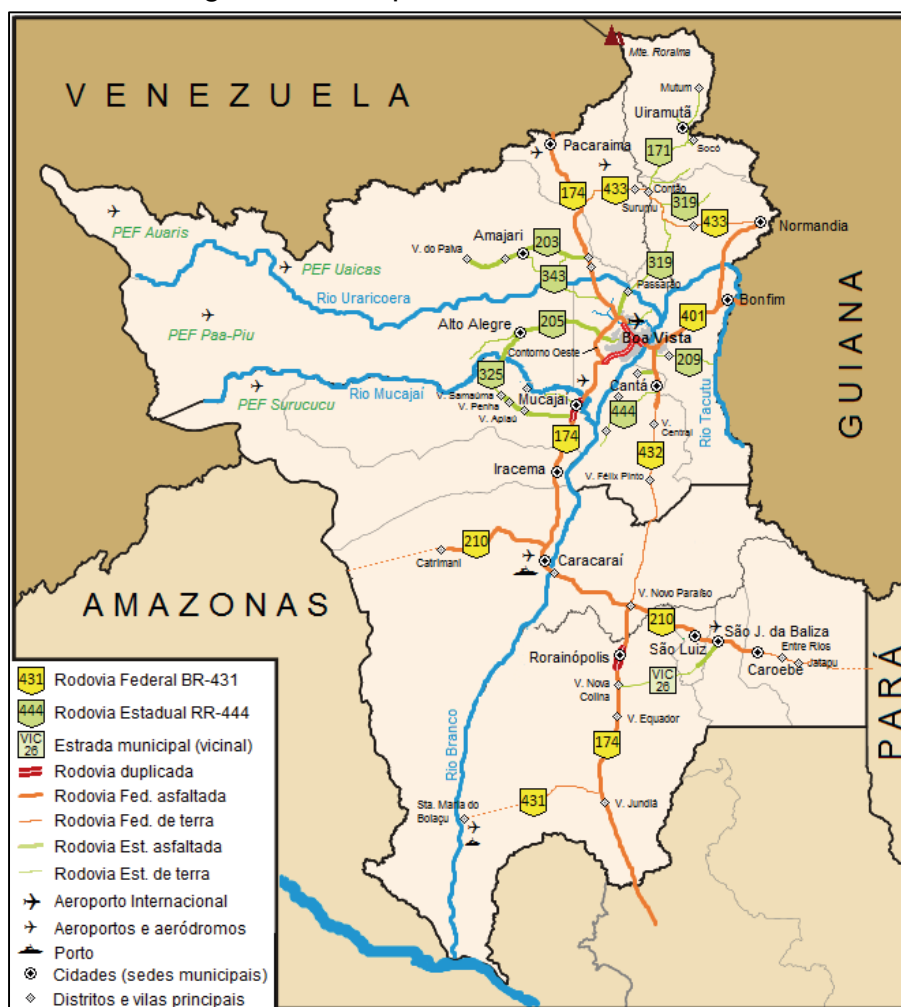 VENEZUELA
Mte. Roraima
Mutum
Uiramutã
Socó
Pacaraima
171
174
433
Contão
Surumu
319
433
Normandia
PEF Auaris
Amajari
203
V. do Paiva
PEF Uaicas
343
319
Passarão
Rio Uraricoera
Bonfim
PEF Paa-Piu
Alto Alegre
205
401
Boa Vista
Contorno Oeste
209
325
Rio Mucajaí
Cantá
PEF Surucucu
V. Samaúma
V. Penha
V. Apiaú
Mucajaí
444
Rio Tacutu
GUIANA
174
V. Central
432
Iracema
V. Félix Pinto
210
Catrimani
Caracaraí
AMAZONAS
V. Novo Paraíso
210
São J. da Baliza
São Luiz
Entre Rios
Jatapu
Caroebe
Rorainópolis
V. Nova Colina
VIC 26
V. Equador
PARÁ
Rio Branco
174
Sta. Maria do Boiaçu
431
V. Jundiá
431 Rodovia Federal BR-431
444 Rodovia Estadual RR-444
VIC 26 Estrada municipal (vicinal)
Rodovia duplicada
Rodovia Fed. asfaltada
Rodovia Fed. de terra
Rodovia Est. asfaltada
Rodovia Est. de terra
Aeroporto Internacional
Aeroportos e aeródromos
Porto
Cidades (sedes municipais)
Distritos e vilas principais